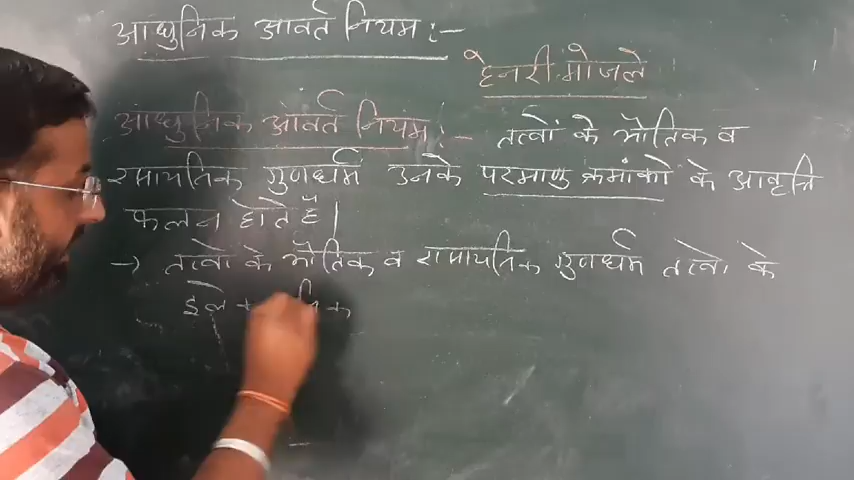 आधुनिक आवर्त नियम :-
हेनरी मोजले
आधुनिक आवर्त नियम :- तत्वों के भौतिक व
रासायनिक गुणधर्म उनके परमाणु क्रमांको के आवृत्ति
फलन होते है |
→ तत्वो के भौतिक व रासायनिक गुणधर्म तत्वो के